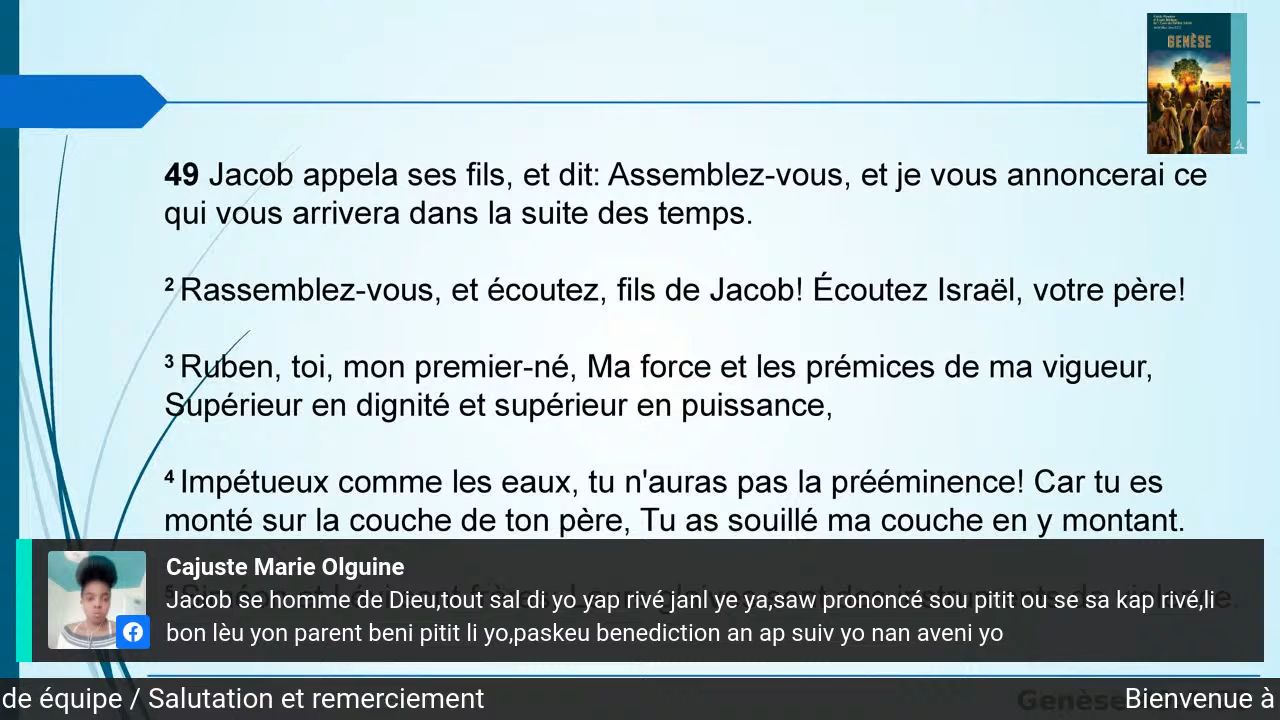 GENÈSE
49 Jacob appela ses fils, et dit: Assemblez-vous, et je vous annoncerai ce
qui vous arrivera dans la suite des temps.
2 Rassemblez-vous, et écoutez, fils de Jacob! Écoutez Israël, votre père!
3 Ruben, toi, mon premier-né, Ma force et les prémices de ma vigueur,
Supérieur en dignité et supérieur en puissance,
4 Impétueux comme les eaux, tu n'auras pas la prééminence! Car tu es
monté sur la couche de ton père, Tu as souillé ma couche en y montant.
Cajuste Marie Olguine
Jacob se homme de Dieu,tout sal di yo yap rivé janl ye ya,saw prononcé sou pitit ou se sa kap rivé,li
bon lèu yon parent beni pitit li yo,paskeu benediction an ap suiv yo nan aveni yo
de équipe / Salutation et remerciement
Genèse
Bienvenue à